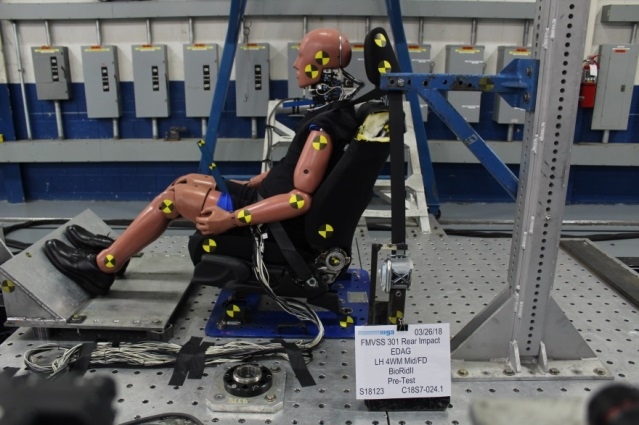 03/26/18
FMVSS 301 Rear Impact
EDAG
LH 4WM Mid/FD
BioRidII
Pre-Test
S18123 C18S7-024.1